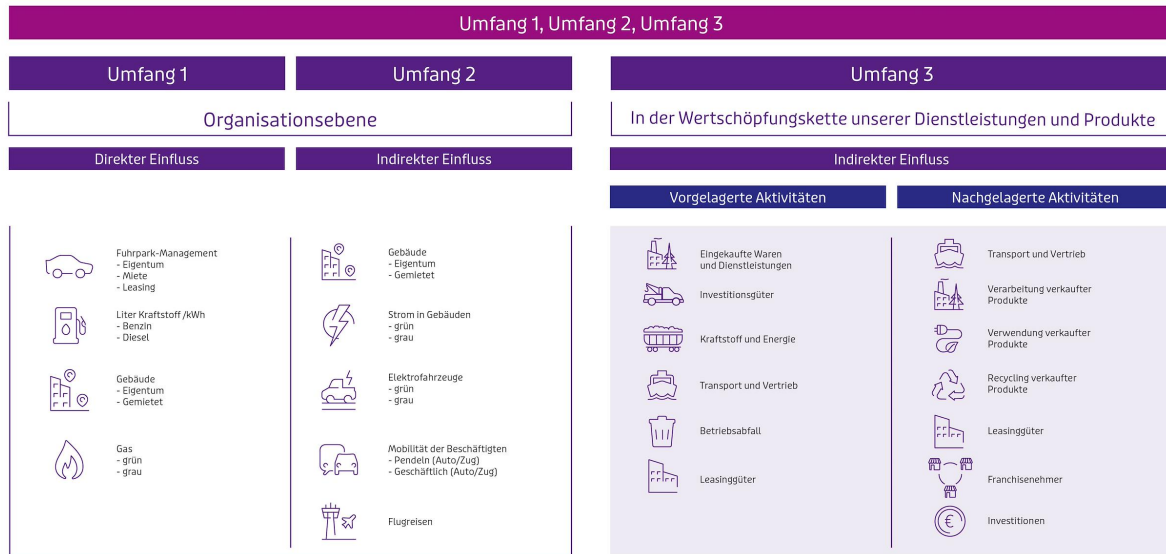 Umfang 1, Umfang 2, Umfang 3
Umfang 1
Umfang 2
Organisationsebene
Direkter Einfluss
Indirekter Einfluss
Fuhrpark-Management
- Eigentum
- Miete
- Leasing
Liter Kraftstoff /kWh
- Benzin
- Diesel
Gebäude
- Eigentum
- Gemietet
Gas
- grün
- grau
Gebäude
- Eigentum
- Gemietet
Strom in Gebäuden
- grün
- grau
Elektrofahrzeuge
- grün
- grau
Mobilität der Beschäftigten
- Pendeln (Auto/Zug)
- Geschäftlich (Auto/Zug)
Flugreisen
Umfang 3
In der Wertschöpfungskette unserer Dienstleistungen und Produkte
Indirekter Einfluss
Vorgelagerte Aktivitäten
Nachgelagerte Aktivitäten
Eingekaufte Waren
und Dienstleistungen
Investitionsgüter
Kraftstoff und Energie
Transport und Vertrieb
Betriebsabfall
Leasinggüter
Transport und Vertrieb
Verarbeitung verkaufter
Produkte
Verwendung verkaufter
Produkte
Recycling verkaufter
Produkte
Leasinggüter
Franchisenehmer
Investitionen